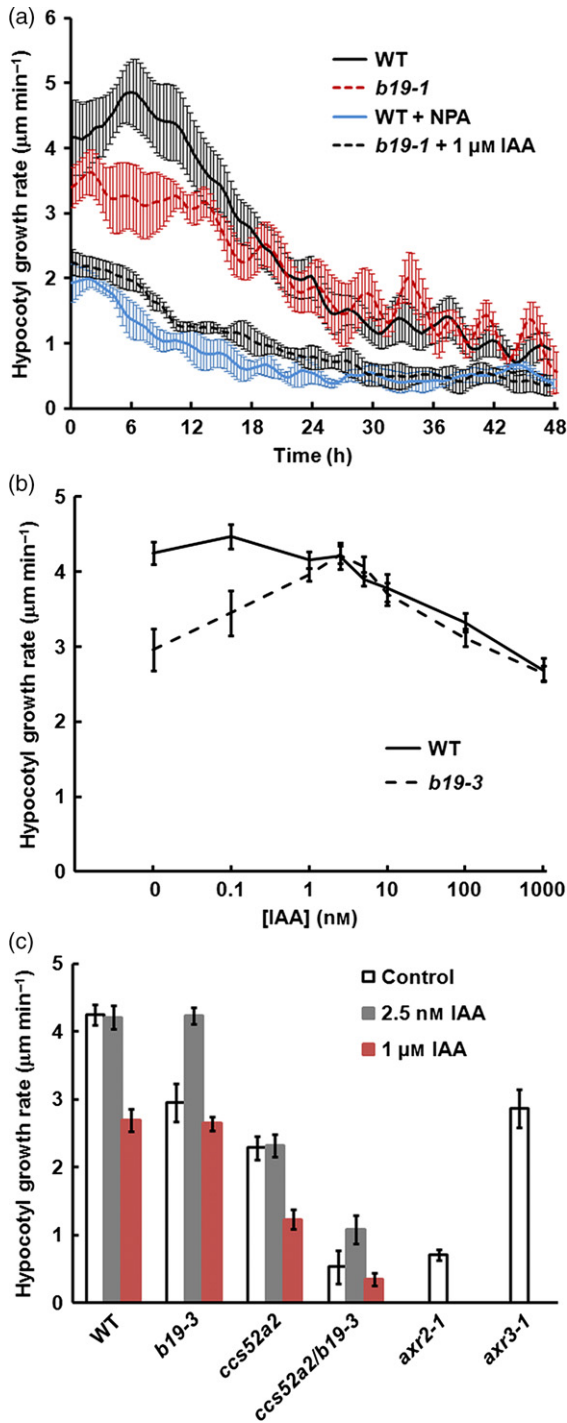 (a)
Hypocotyl growth rate (µm min⁻¹)
6
5
4
3
2
1
0
WT
b19-1
WT + NPA
b19-1 + 1 µM IAA
0 6 12 18 24 30 36 42 48
Time (h)
(b)
Hypocotyl growth rate (µm min⁻¹)
5
4
3
2
1
0
WT
b19-3
0 0.1 1 10 100 1000
[IAA] (nM)
(c)
Hypocotyl growth rate (µm min⁻¹)
5
4
3
2
1
0
Control
2.5 nM IAA
1 µM IAA
WT
b19-3
ccs52a2
ccs52a2/b19-3
axr2-1
axr3-1